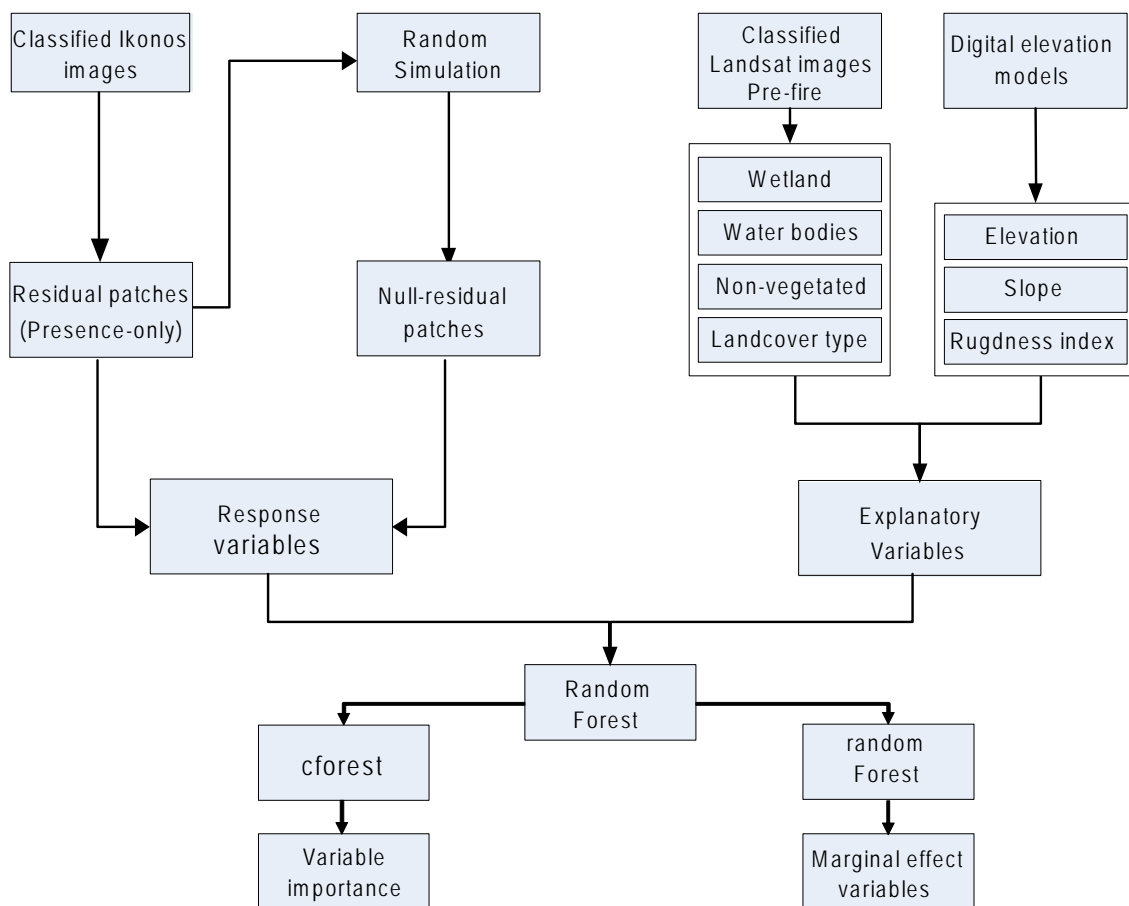 Classified Ikonos
images
Random
Simulation
Classified
Landsat images
Pre-fire
Digital elevation
models
Wetland
Water bodies
Non-vegetated
Landcover type
Elevation
Slope
Rugdness index
Residual patches
(Presence-only)
Null-residual
patches
Response
variables
Explanatory
Variables
Random
Forest
cforest
random
Forest
Variable
importance
Marginal effect
variables